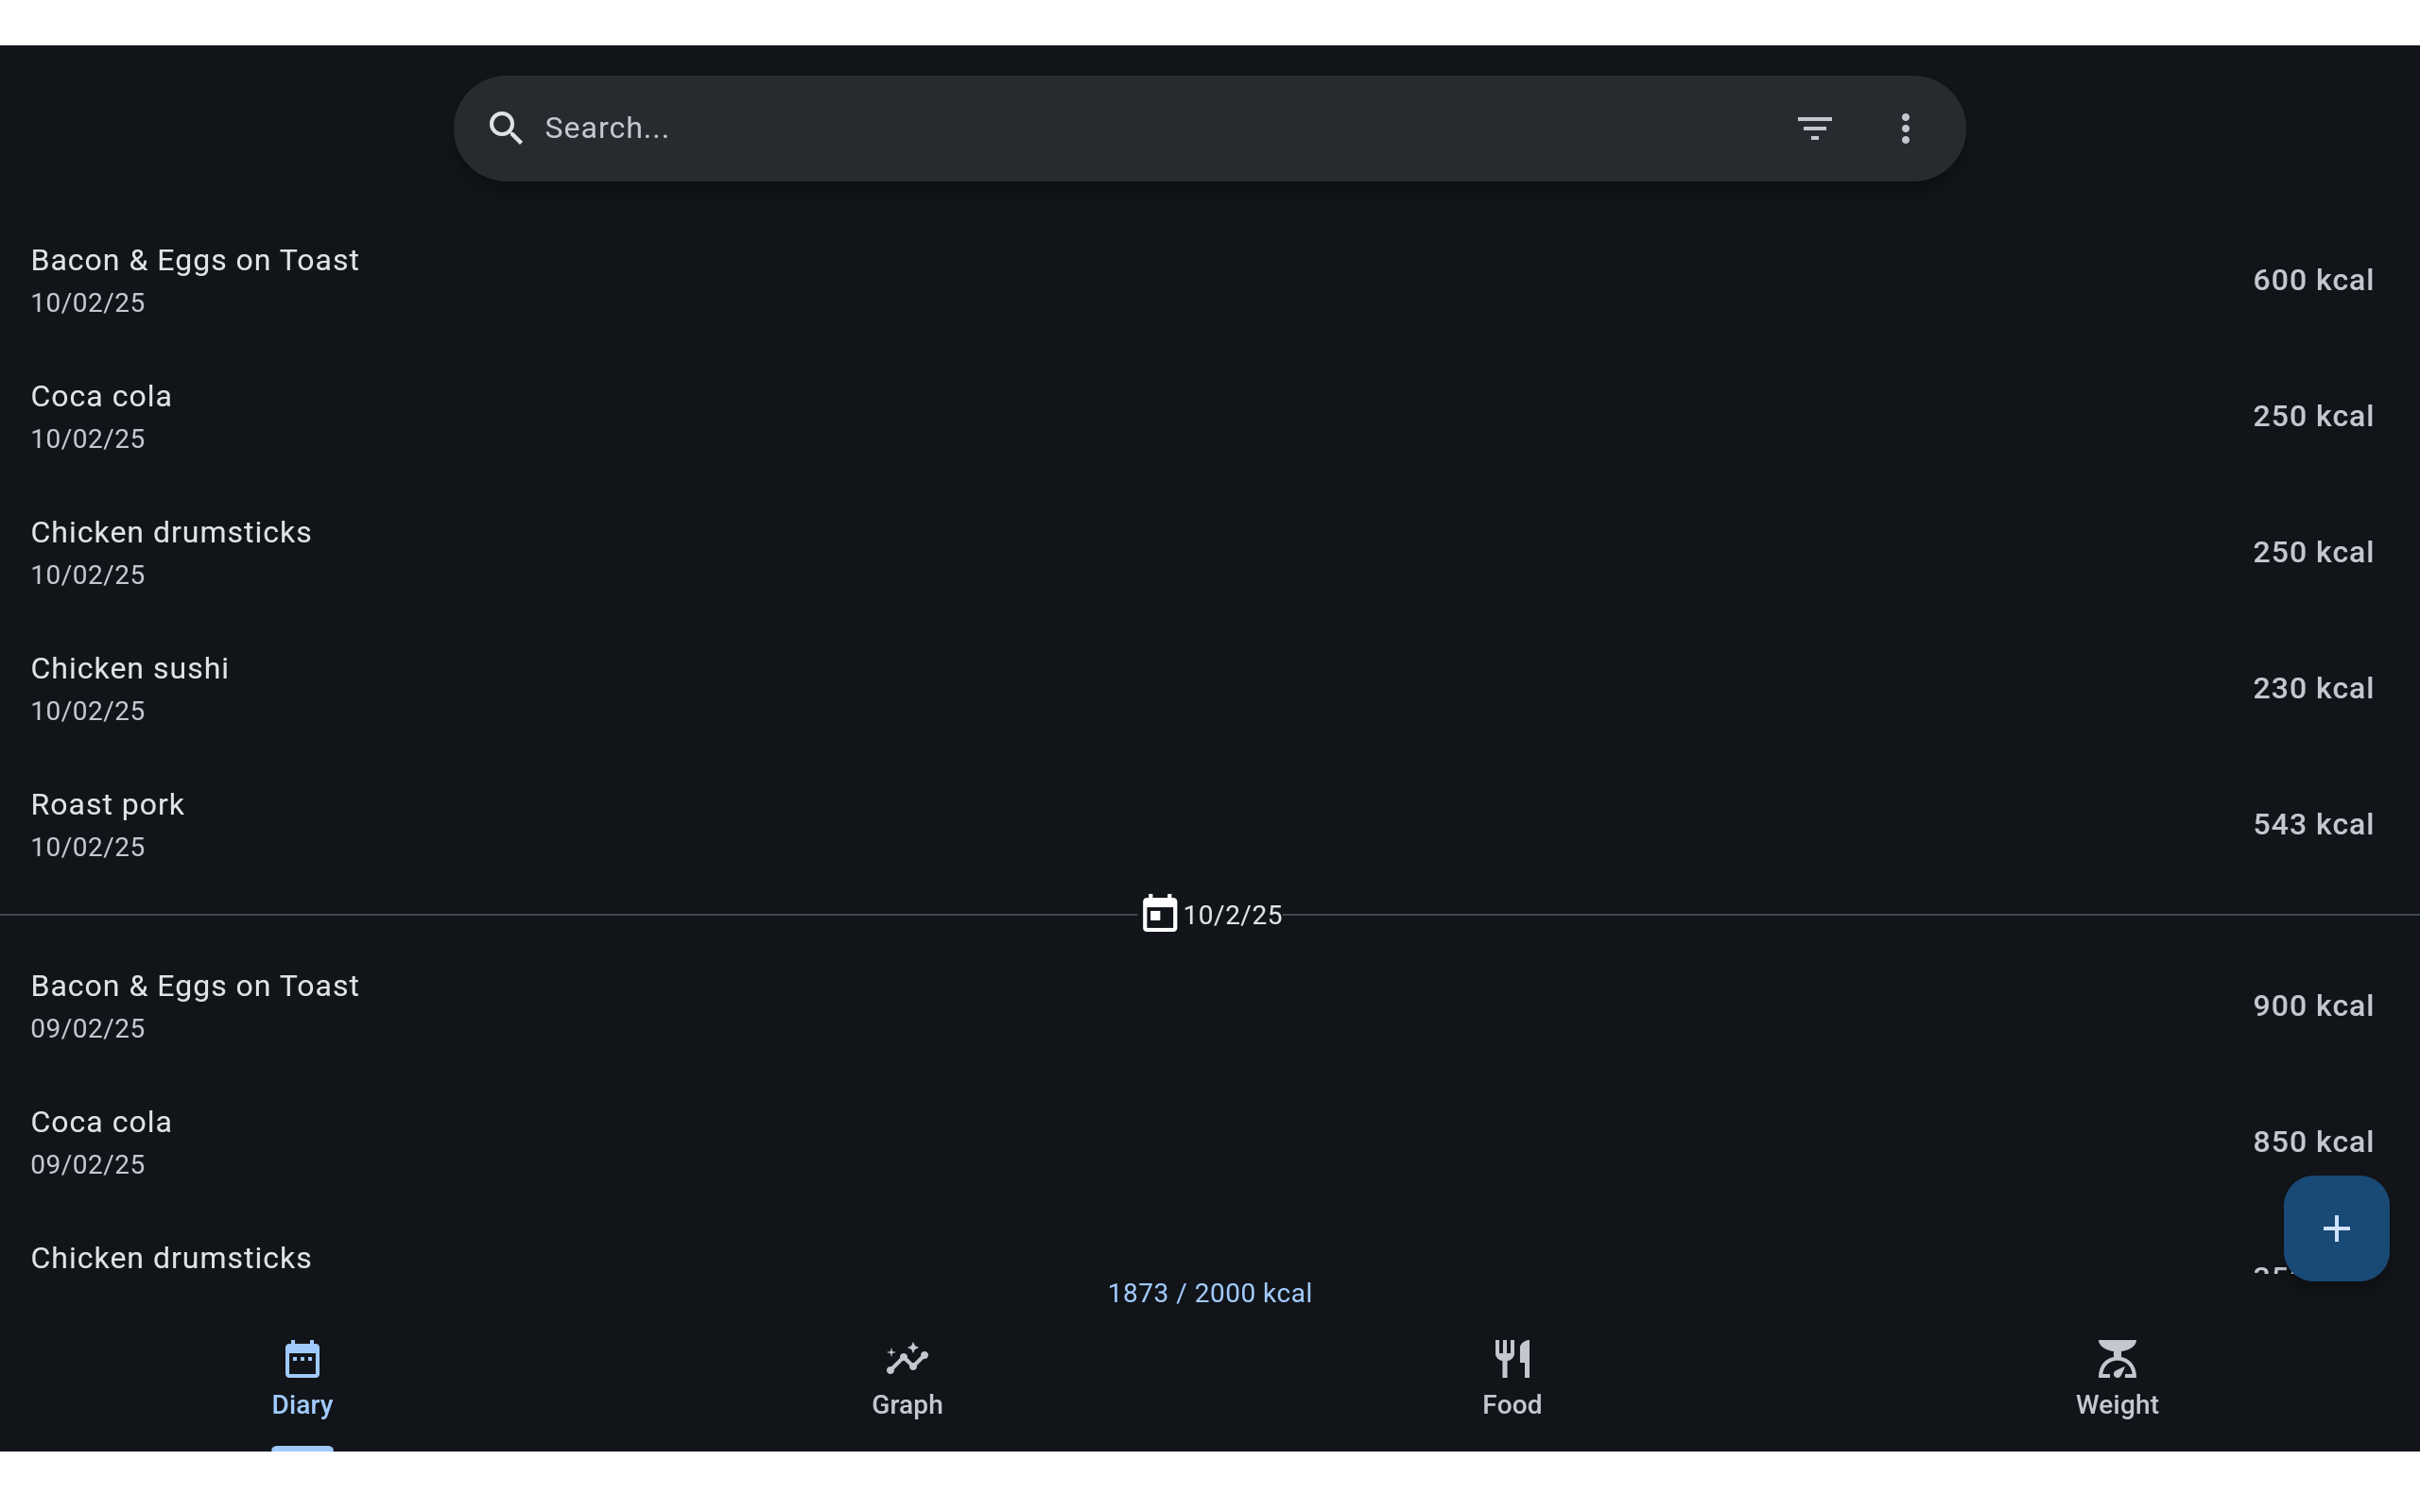 Search...
Bacon & Eggs on Toast
10/02/25
600 kcal
Coca cola
10/02/25
250 kcal
Chicken drumsticks
10/02/25
250 kcal
Chicken sushi
10/02/25
230 kcal
Roast pork
10/02/25
543 kcal
10/2/25
Bacon & Eggs on Toast
09/02/25
900 kcal
Coca cola
09/02/25
850 kcal
Chicken drumsticks
1873 / 2000 kcal
Diary
Graph
Food
Weight